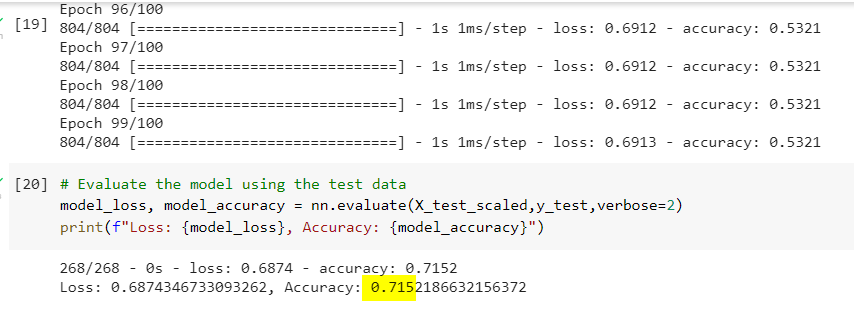 Epoch 96/100
[19] 804/804 [==============================] - 1s 1ms/step - loss: 0.6912 - accuracy: 0.5321
Epoch 97/100
804/804 [==============================] - 1s 1ms/step - loss: 0.6912 - accuracy: 0.5321
Epoch 98/100
804/804 [==============================] - 1s 1ms/step - loss: 0.6912 - accuracy: 0.5321
Epoch 99/100
804/804 [==============================] - 1s 1ms/step - loss: 0.6913 - accuracy: 0.5321
[20] # Evaluate the model using the test data
model_loss, model_accuracy = nn.evaluate(X_test_scaled,y_test,verbose=2)
print(f"Loss: {model_loss}, Accuracy: {model_accuracy}")
268/268 - 0s - loss: 0.6874 - accuracy: 0.7152
Loss: 0.6874346733093262, Accuracy: 0.7152186632156372